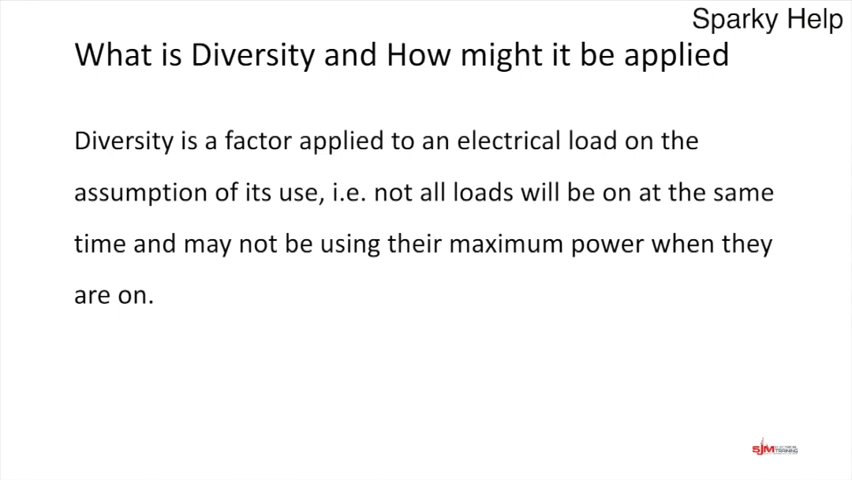 Sparky Help
What is Diversity and How might it be applied
Diversity is a factor applied to an electrical load on the
assumption of its use, i.e. not all loads will be on at the same
time and may not be using their maximum power when they
are on.
SJM ELECTRICAL
TRAINING